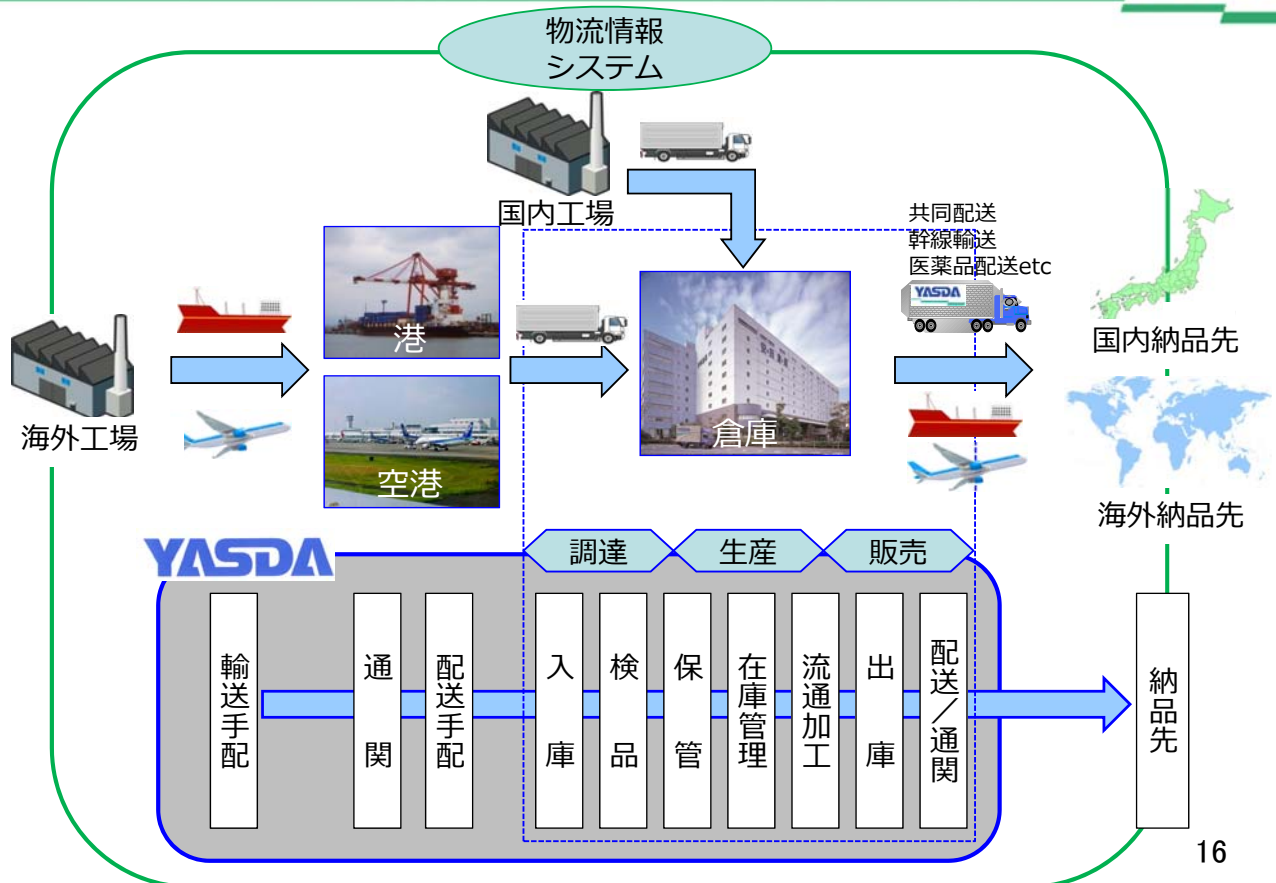 物流情報
システム
国内工場
共同配送
幹線輸送
医薬品配送etc
YASDA
港
国内納品先
海外工場
倉庫
空港
海外納品先
YASDA
調達
生産
販売
輸送手配
通関
配送手配
入庫
検品
保管
在庫管理
流通加工
出庫
配送/通関
納品先
16